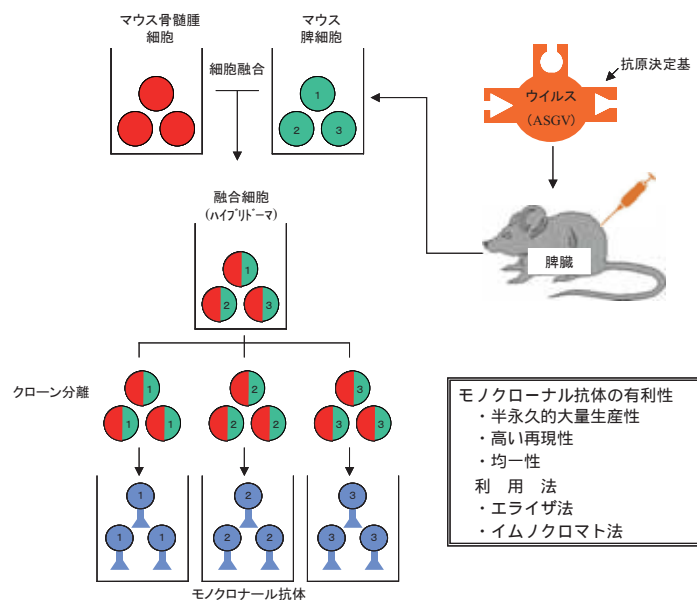 マウス骨髄腫
細胞
細胞融合
マウス
脾細胞
1
2 3
抗原決定基
ウイルス
(ASGV)
脾臓
融合細胞
(ハイブリドーマ)
1
2 3
クローン分離
1
1 1
2
2 2
3
3 3
1
1 1
2
2 2
3
3 3
モノクロナール抗体
モノクローナル抗体の有利性
・半永久的大量生産性
・高い再現性
・均一性
利 用 法
・エライザ法
・イムノクロマト法